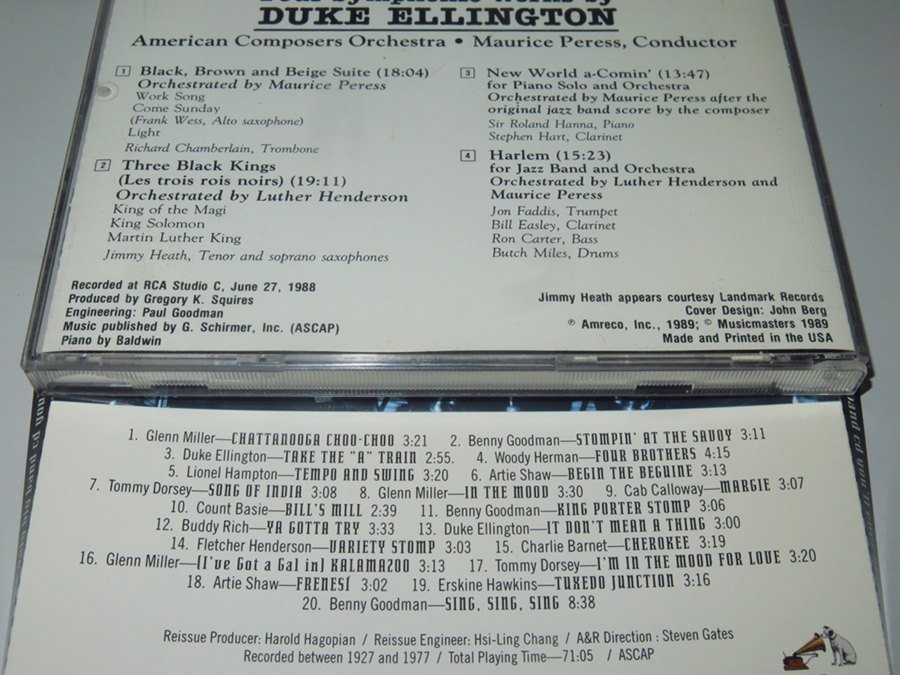 Four Symphonic Works by
DUKE ELLINGTON
American Composers Orchestra • Maurice Peress, Conductor
1 Black, Brown and Beige Suite (18:04)
Orchestrated by Maurice Peress
Work Song
Come Sunday
(Frank Wess, Alto saxophone)
Light
Richard Chamberlain, Trombone
2 Three Black Kings
(Les trois rois noirs) (19:11)
Orchestrated by Luther Henderson
King of the Magi
King Solomon
Martin Luther King
Jimmy Heath, Tenor and soprano saxophones
3 New World a-Comin' (13:47)
for Piano Solo and Orchestra
Orchestrated by Maurice Peress after the
original jazz band score by the composer
Sir Roland Hanna, Piano
Stephen Hart, Clarinet
4 Harlem (15:23)
for Jazz Band and Orchestra
Orchestrated by Luther Henderson and
Maurice Peress
Jon Faddis, Trumpet
Bill Easley, Clarinet
Ron Carter, Bass
Butch Miles, Drums
Recorded at RCA Studio C, June 27, 1988
Produced by Gregory K. Squires
Engineering: Paul Goodman
Music published by G. Schirmer, Inc. (ASCAP)
Piano by Baldwin
Jimmy Heath appears courtesy Landmark Records
Cover Design: John Berg
℗ Amreco, Inc., 1989; © Musicmasters 1989
Made and Printed in the USA
1. Glenn Miller—CHATTANOOGA CHOO-CHOO 3:21 2. Benny Goodman—STOMPIN' AT THE SAVOY 3:11
3. Duke Ellington—TAKE THE "A" TRAIN 2:55. 4. Woody Herman—FOUR BROTHERS 4:15
5. Lionel Hampton—TEMPO AND SWING 3:20 6. Artie Shaw—BEGIN THE BEGUINE 3:13
7. Tommy Dorsey—SONG OF INDIA 3:08 8. Glenn Miller—IN THE MOOD 3:30 9. Cab Calloway—MARGIE 3:07
10. Count Basie—BILL'S MILL 2:39 11. Benny Goodman—KING PORTER STOMP 3:06
12. Buddy Rich—YA GOTTA TRY 3:33 13. Duke Ellington—IT DON'T MEAN A THING 3:00
14. Fletcher Henderson—VARIETY STOMP 3:03 15. Charlie Barnet—CHEROKEE 3:19
16. Glenn Miller—(I've Got a Gal in) KALAMAZOO 3:13 17. Tommy Dorsey—I'M IN THE MOOD FOR LOVE 3:20
18. Artie Shaw—FRENESÍ 3:02 19. Erskine Hawkins—TUXEDO JUNCTION 3:16
20. Benny Goodman—SING, SING, SING 8:38
Reissue Producer: Harold Hagopian / Reissue Engineer: Hsi-Ling Chang / A&R Direction : Steven Gates
Recorded between 1927 and 1977 / Total Playing Time—71:05 / ASCAP